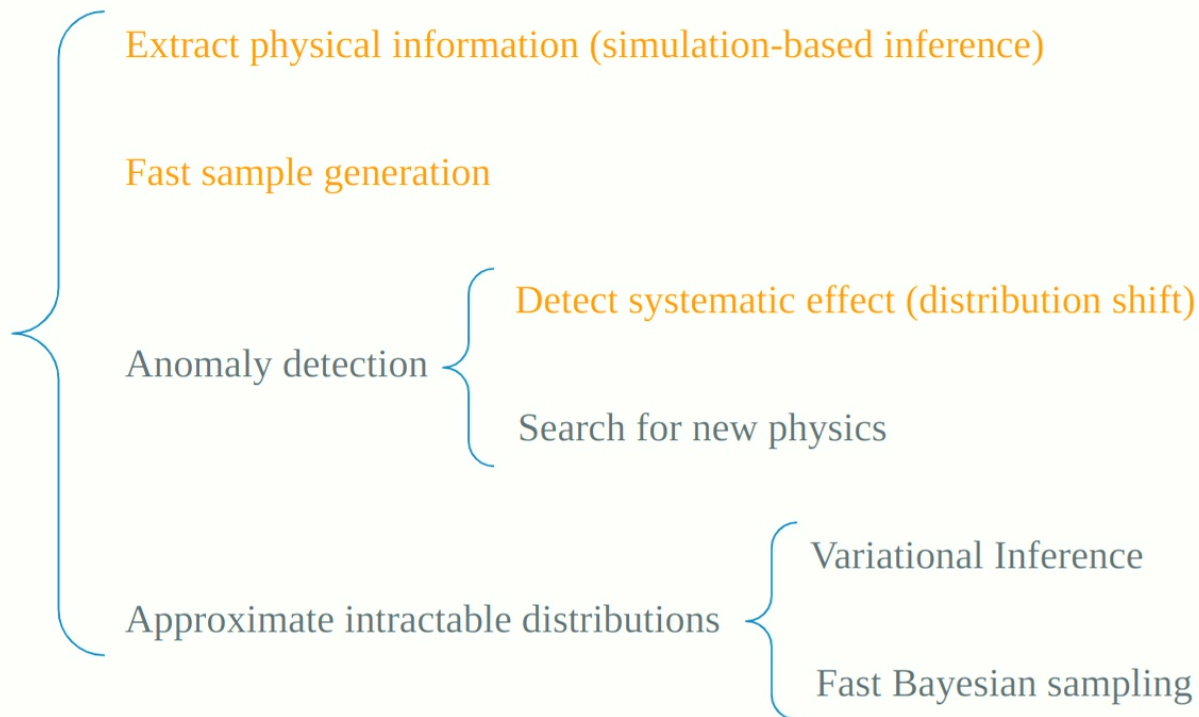 Extract physical information (simulation-based inference)
Fast sample generation
Anomaly detection
Detect systematic effect (distribution shift)
Search for new physics
Approximate intractable distributions
Variational Inference
Fast Bayesian sampling